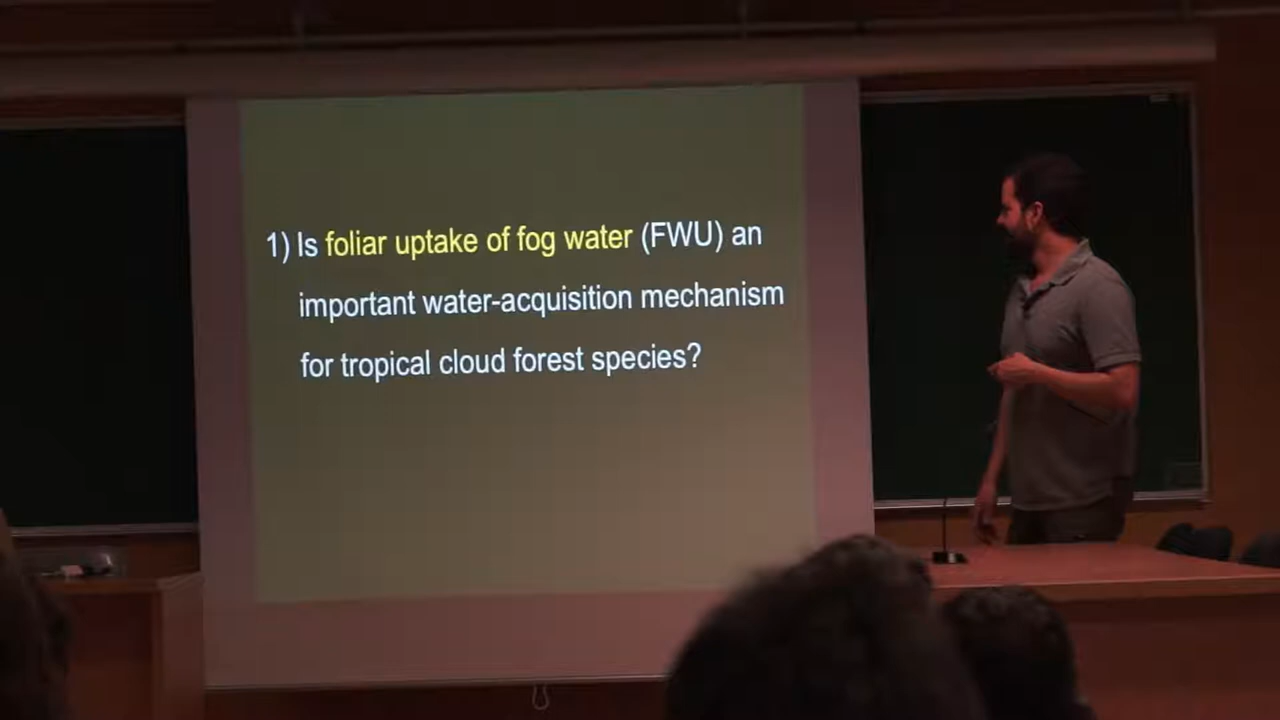 1) Is foliar uptake of fog water (FWU) an
important water-acquisition mechanism
for tropical cloud forest species?